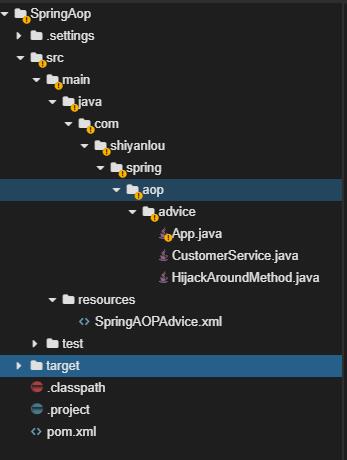 SpringAop
.settings
src
main
java
com
shiyanlou
spring
aop
advice
App.java
CustomerService.java
HijackAroundMethod.java
resources
SpringAOPAdvice.xml
test
target
.classpath
.project
pom.xml